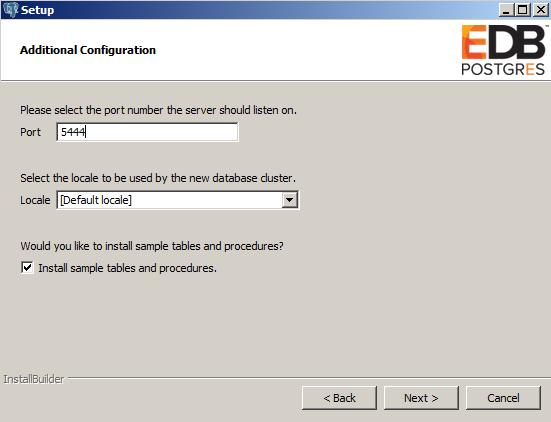 Setup
Additional Configuration
EDB™
POSTGRES
Please select the port number the server should listen on.
Port 5444
Select the locale to be used by the new database cluster.
Locale [Default locale]
Would you like to install sample tables and procedures?
Install sample tables and procedures.
InstallBuilder
< Back Next > Cancel